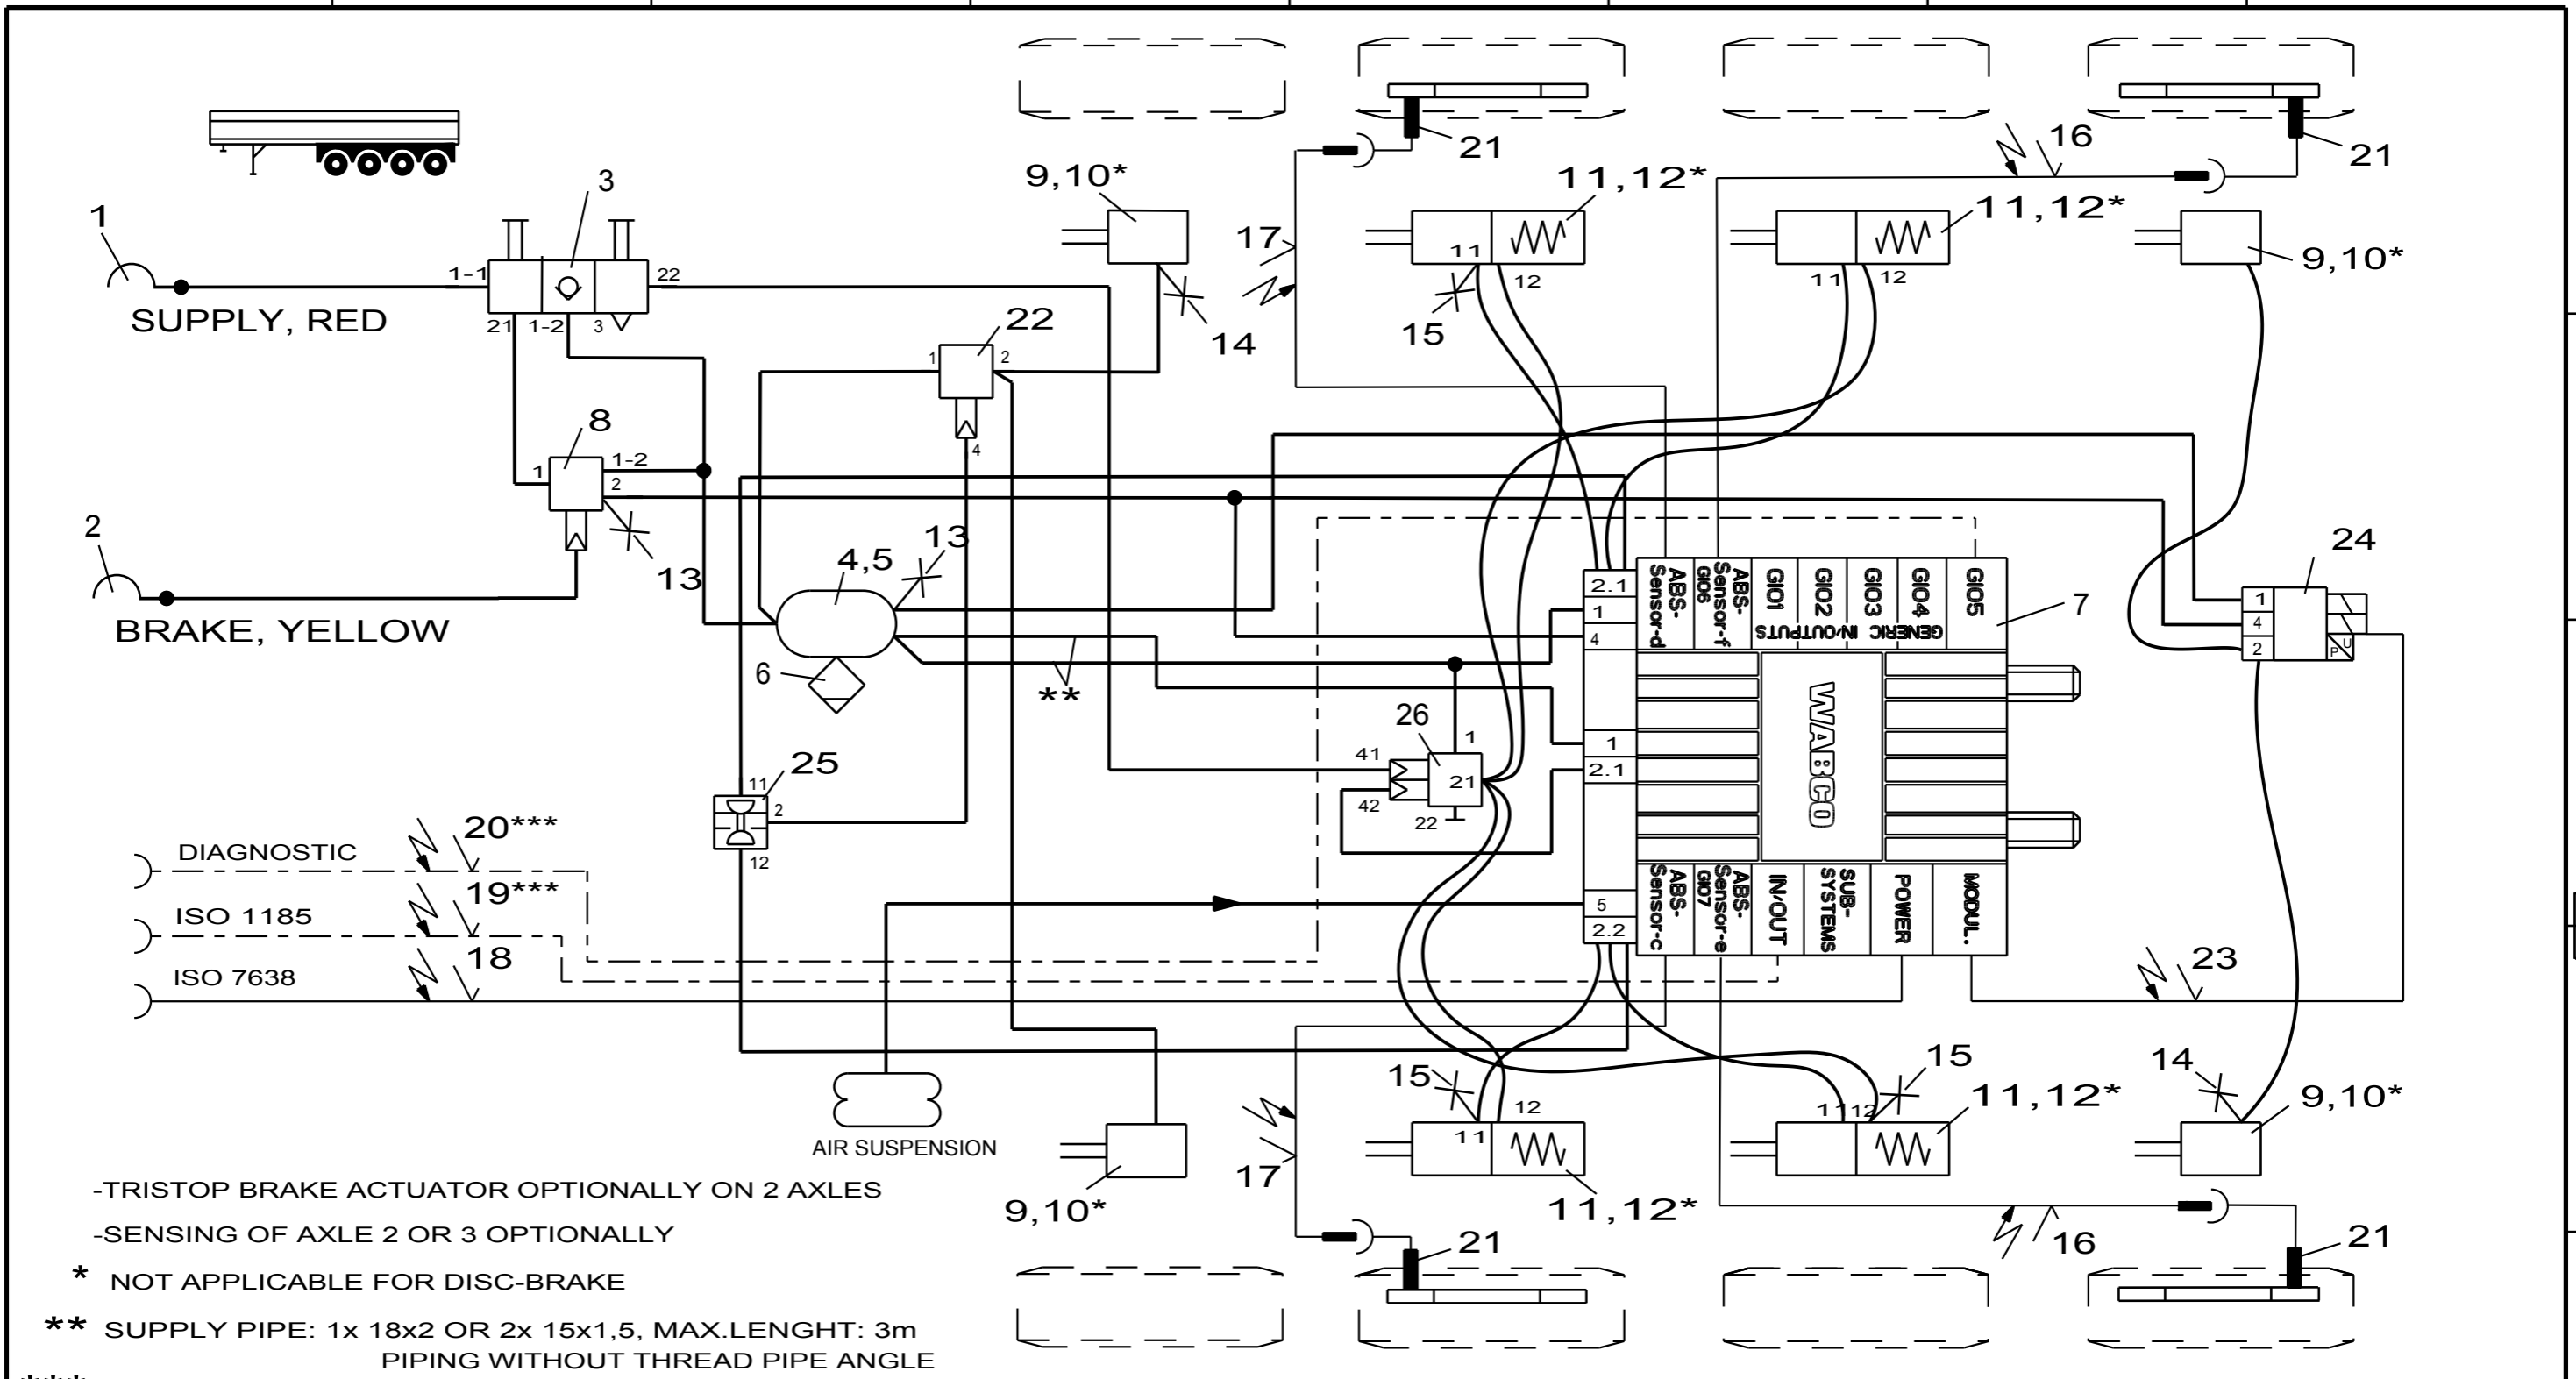 21
16
21
9,10*
11,12*
11,12*
9,10*
3
1
1-1
22
SUPPLY, RED
21
1-2
3
17
11
12
11
12
15
14
22
1
2
4
8
1
1-2
2
13
2
BRAKE, YELLOW
4,5
13
6
**
24
1
4
2
P
U
2.1
1
4
1
2.1
5
2.2
ABS-
Sensor-d
ABS-
Sensor-f
GIO6
GIO1
GIO2
GIO3
GIO4
GIO5
GENERIC IN/OUTPUTS
7
WABCO
ABS-
Sensor-c
ABS-
Sensor-e
GIO7
IN/OUT
SUB-
SYSTEMS
POWER
MODUL.
26
1
41
42
21
22
25
11
2
12
DIAGNOSTIC
20***
ISO 1185
19***
ISO 7638
18
23
AIR SUSPENSION
15
12
11
15
11
12
11,12*
14
9,10*
17
9,10*
11,12*
21
16
21
-TRISTOP BRAKE ACTUATOR OPTIONALLY ON 2 AXLES
-SENSING OF AXLE 2 OR 3 OPTIONALLY
* NOT APPLICABLE FOR DISC-BRAKE
** SUPPLY PIPE: 1x 18x2 OR 2x 15x1,5, MAX.LENGHT: 3m
PIPING WITHOUT THREAD PIPE ANGLE